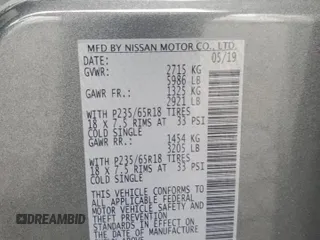 MFD BY NISSAN MOTOR CO., LTD.
DATE: 05/19
GVWR: 2715 KG
5986 LB
GAWR FR.: 1325 KG
2921 LB
WITH P235/65R18 TIRES
18 X 7.5 RIMS AT 33 PSI
COLD SINGLE
GAWR RR.: 1454 KG
3205 LB
WITH P235/65R18 TIRES
18 X 7.5 RIMS AT 33 PSI
COLD SINGLE
THIS VEHICLE CONFORMS TO
ALL APPLICABLE FEDERAL
MOTOR VEHICLE SAFETY AND
THEFT PREVENTION
STANDARDS IN EFFECT ON
THE DATE OF MANUFACTURE
DREAMBID